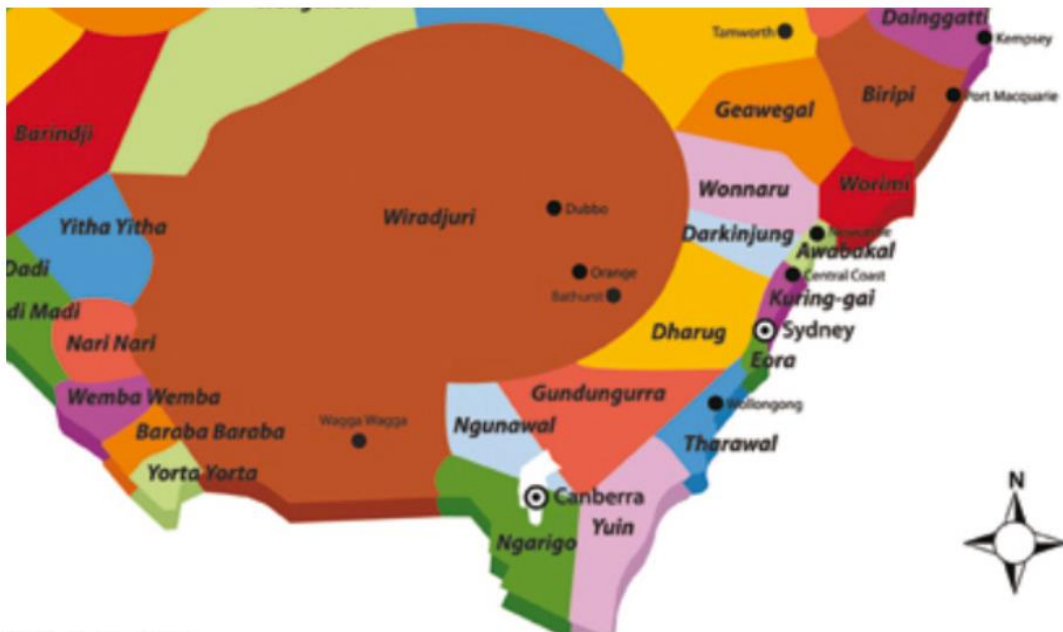 Dainggatti
Tamworth
Kempsey
Biripi
Port Macquarie
Geawegal
Barindji
Wonnaru
Worimi
Wiradjuri
Dubbo
Yitha Yitha
Darkinjung
Awabakal
Dadi
Orange
Central Coast
Bathurst
Kuring-gai
di Madi
Dharug
Sydney
Nari Nari
Eora
Gundungurra
Wemba Wemba
Wollongong
Wagga Wagga
Ngunawal
Baraba Baraba
Tharawal
Yorta Yorta
N
Canberra
Yuin
Ngarigo